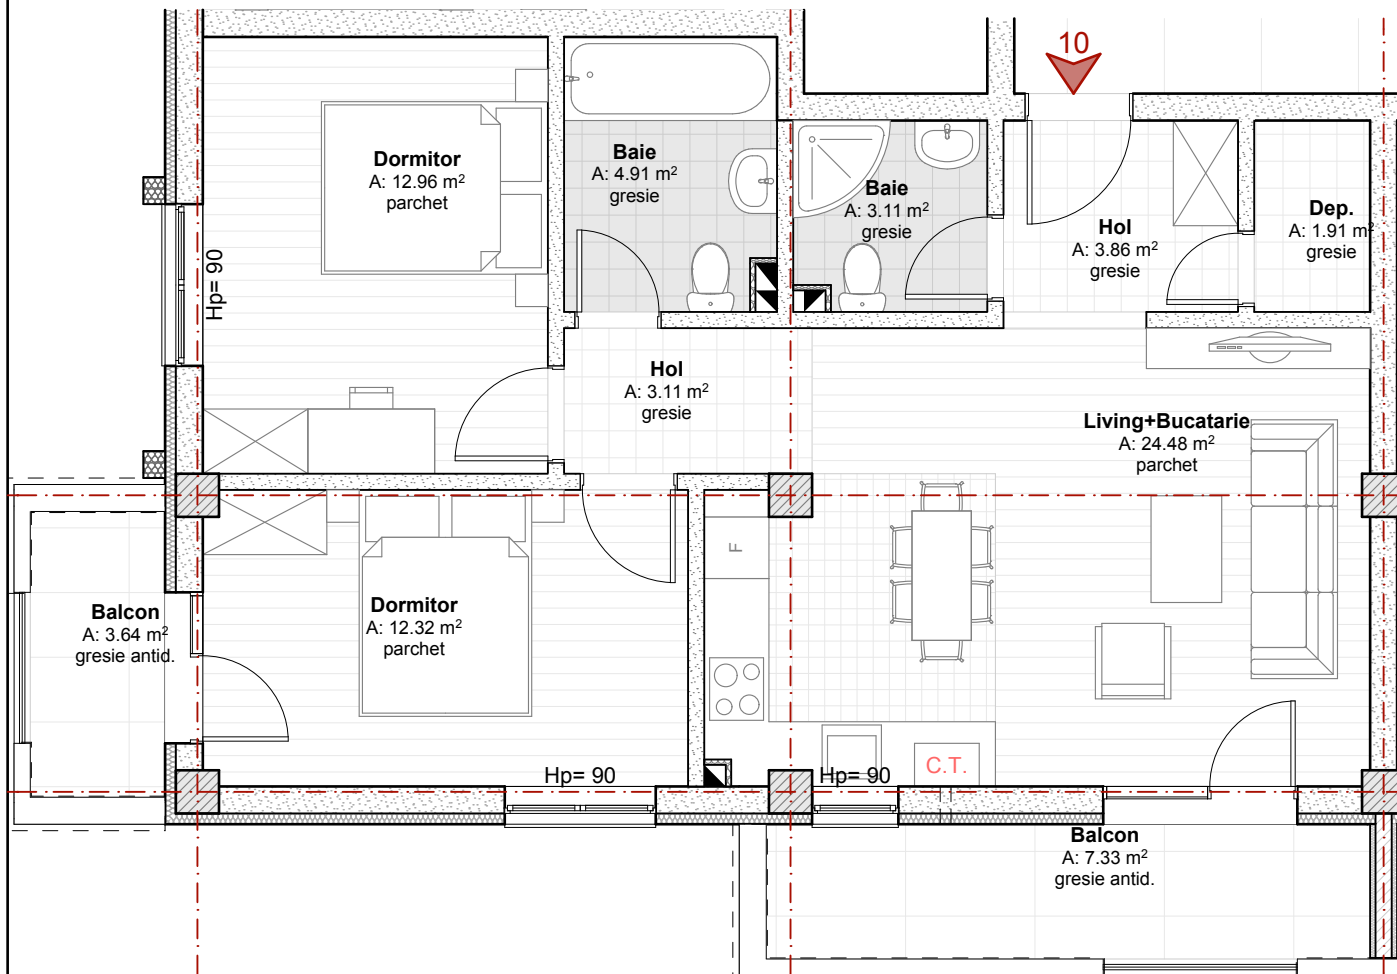 10
Dormitor
A: 12.96 m²
parchet
Baie
A: 4.91 m²
gresie
Baie
A: 3.11 m²
gresie
Hol
A: 3.86 m²
gresie
Dep.
A: 1.91 m²
gresie
Hp= 90
Hol
A: 3.11 m²
gresie
Living+Bucatarie
A: 24.48 m²
parchet
F
Balcon
A: 3.64 m²
gresie antid.
Dormitor
A: 12.32 m²
parchet
Hp= 90
Hp= 90
C.T.
Balcon
A: 7.33 m²
gresie antid.